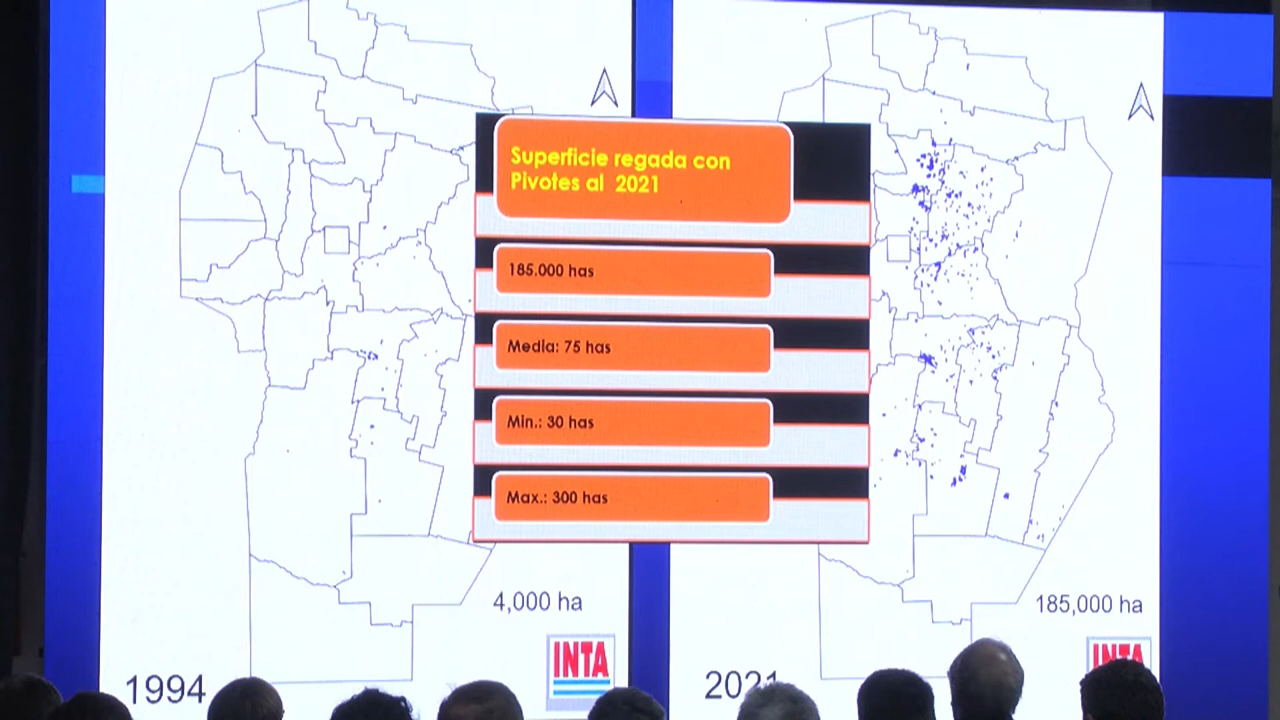 Superficie regada con
Pivotes al 2021
185.000 has
Media: 75 has
Min.: 30 has
Max.: 300 has
4,000 ha
185,000 ha
INTA
INTA
1994
2021